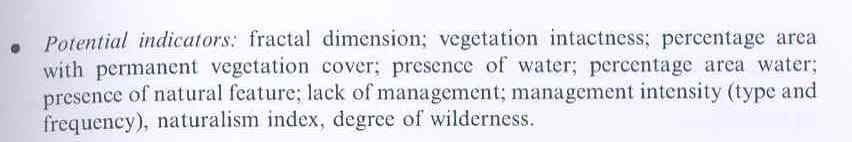 • Potential indicators: fractal dimension; vegetation intactness; percentage area
with permanent vegetation cover; presence of water; percentage area water;
presence of natural feature; lack of management; management intensity (type and
frequency), naturalism index, degree of wilderness.